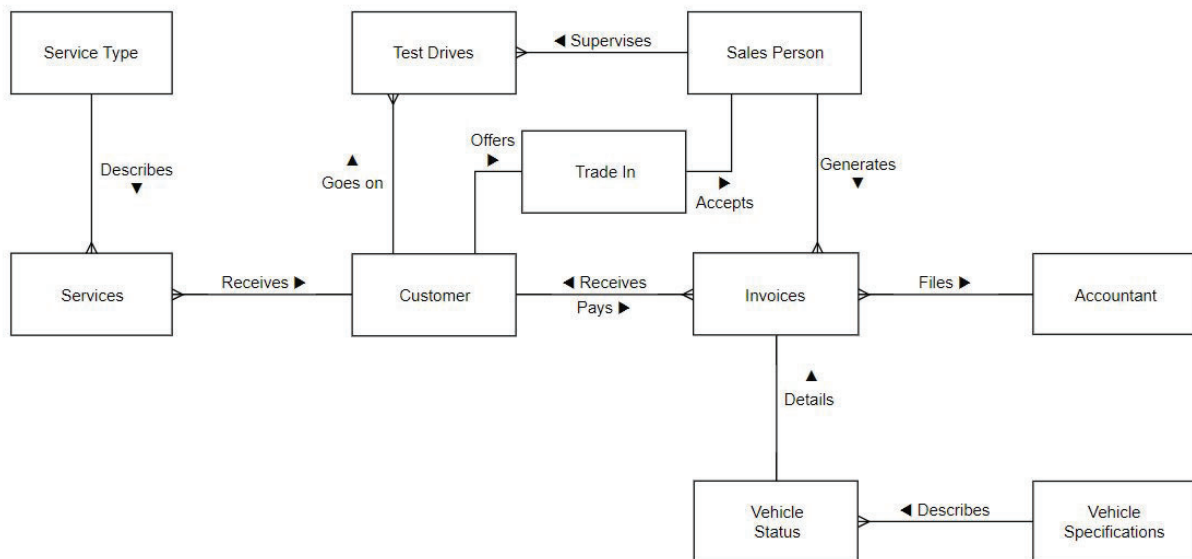 Service Type
Test Drives
◄ Supervises
Sales Person
Describes
▼
▲
Goes on
Offers
►
Trade In
►
Accepts
Generates
▼
Services
Receives ►
Customer
◄ Receives
Pays ►
Invoices
Files ►
Accountant
▲
Details
Vehicle
Status
◄ Describes
Vehicle
Specifications